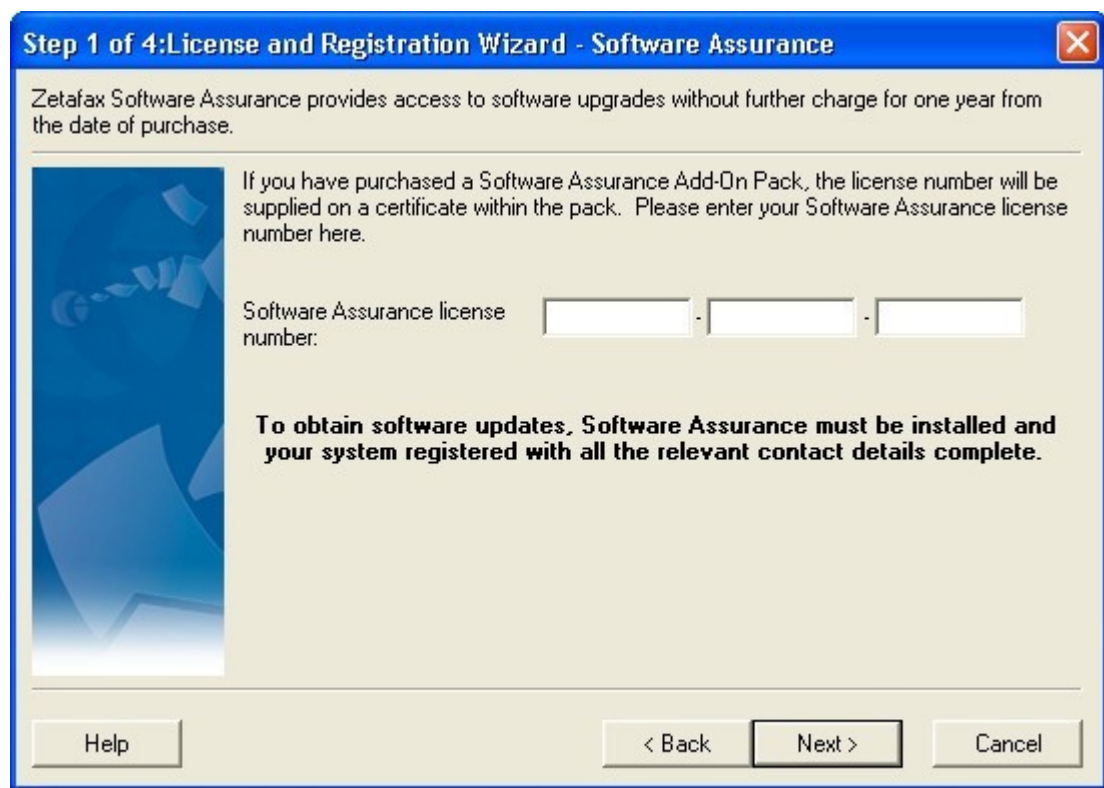 Step 1 of 4:License and Registration Wizard - Software Assurance
Zetafax Software Assurance provides access to software upgrades without further charge for one year from
the date of purchase.
If you have purchased a Software Assurance Add-On Pack, the license number will be
supplied on a certificate within the pack.  Please enter your Software Assurance license
number here.
Software Assurance license
number:
- -
To obtain software updates, Software Assurance must be installed and
your system registered with all the relevant contact details complete.
Help
< Back
Next >
Cancel